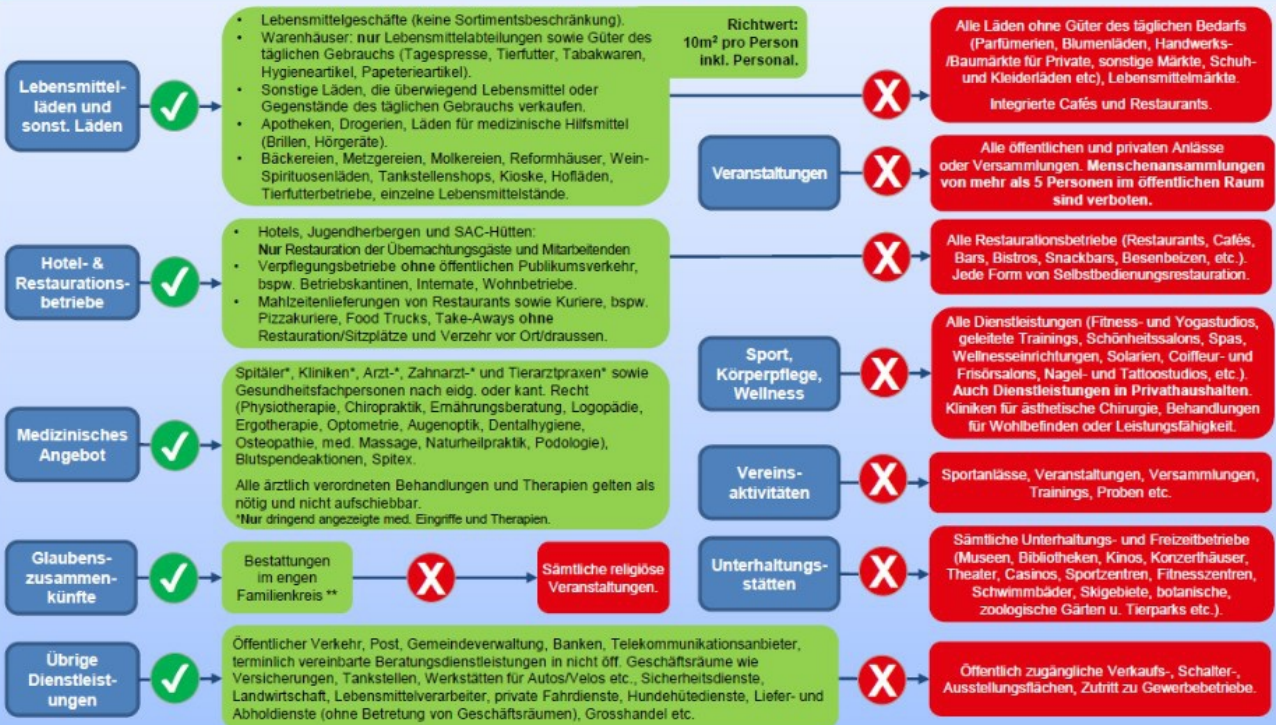 Lebensmittel-
läden und
sonst. Läden
• Lebensmittelgeschäfte (keine Sortimentsbeschränkung).
• Warenhäuser: nur Lebensmittelabteilungen sowie Güter des
täglichen Gebrauchs (Tagespresse, Tierfutter, Tabakwaren,
Hygieneartikel, Papeterieartikel).
• Sonstige Läden, die überwiegend Lebensmittel oder
Gegenstände des täglichen Gebrauchs verkaufen.
• Apotheken, Drogerien, Läden für medizinische Hilfsmittel
(Brillen, Hörgeräte).
• Bäckereien, Metzgereien, Molkereien, Reformhäuser, Wein-
Spirituosenläden, Tankstellenshops, Kioske, Hofläden,
Tierfutterbetriebe, einzelne Lebensmittelstände.
Richtwert:
10m² pro Person
inkl. Personal.
X
Alle Läden ohne Güter des täglichen Bedarfs
(Parfümerien, Blumenläden, Handwerks-
/Baumärkte für Private, sonstige Märkte, Schuh-
und Kleiderläden etc), Lebensmittelmärkte.
Integrierte Cafés und Restaurants.
Veranstaltungen
X
Alle öffentlichen und privaten Anlässe
oder Versammlungen. Menschenansammlungen
von mehr als 5 Personen im öffentlichen Raum
sind verboten.
Hotel- &
Restaurations-
betriebe
• Hotels, Jugendherbergen und SAC-Hütten:
Nur Restauration der Übernachtungsgäste und Mitarbeitenden
• Verpflegungsbetriebe ohne öffentlichen Publikumsverkehr,
bspw. Betriebskantinen, Internate, Wohnbetriebe.
• Mahlzeitenlieferungen von Restaurants sowie Kuriere, bspw.
Pizzakuriere, Food Trucks, Take-Aways ohne
Restauration/Sitzplätze und Verzehr vor Ort/draussen.
X
Alle Restaurationsbetriebe (Restaurants, Cafés,
Bars, Bistros, Snackbars, Besenbeizen, etc.).
Jede Form von Selbstbedienungsrestauration.
Sport,
Körperpflege,
Wellness
X
Alle Dienstleistungen (Fitness- und Yogastudios,
geleitete Trainings, Schönheitssalons, Spas,
Wellnesseinrichtungen, Solarien, Coiffeur- und
Frisörsalons, Nagel- und Tattoostudios, etc.).
Auch Dienstleistungen in Privathaushalten.
Kliniken für ästhetische Chirurgie, Behandlungen
für Wohlbefinden oder Leistungsfähigkeit.
Medizinisches
Angebot
Spitäler*, Kliniken*, Arzt-*, Zahnarzt-* und Tierarztpraxen* sowie
Gesundheitsfachpersonen nach eidg. oder kant. Recht
(Physiotherapie, Chiropraktik, Ernährungsberatung, Logopädie,
Ergotherapie, Optometrie, Augenoptik, Dentalhygiene,
Osteopathie, med. Massage, Naturheilpraktik, Podologie),
Blutspendeaktionen, Spitex.
Alle ärztlich verordneten Behandlungen und Therapien gelten als
nötig und nicht aufschiebbar.
*Nur dringend angezeigte med. Eingriffe und Therapien.
Vereins-
aktivitäten
X
Sportanlässe, Veranstaltungen, Versammlungen,
Trainings, Proben etc.
Glaubens-
zusammen-
künfte
Bestattungen
im engen
Familienkreis **
X
Sämtliche religiöse
Veranstaltungen.
Unterhaltungs-
stätten
X
Sämtliche Unterhaltungs- und Freizeitbetriebe
(Museen, Bibliotheken, Kinos, Konzerthäuser,
Theater, Casinos, Sportzentren, Fitnesszentren,
Schwimmbäder, Skigebiete, botanische,
zoologische Gärten u. Tierparks etc.).
Übrige
Dienstleist-
ungen
Öffentlicher Verkehr, Post, Gemeindeverwaltung, Banken, Telekommunikationsanbieter,
terminlich vereinbarte Beratungsdienstleistungen in nicht öff. Geschäftsräume wie
Versicherungen, Tankstellen, Werkstätten für Autos/Velos etc., Sicherheitsdienste,
Landwirtschaft, Lebensmittelverarbeiter, private Fahrdienste, Hundehütedienste, Liefer- und
Abholdienste (ohne Betretung von Geschäftsräumen), Grosshandel etc.
X
Öffentlich zugängliche Verkaufs-, Schalter-,
Ausstellungsflächen, Zutritt zu Gewerbebetriebe.